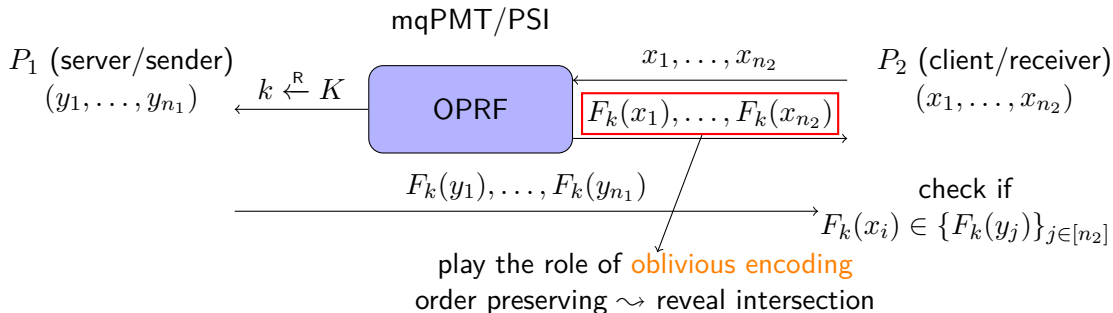 mqPMT/PSI
P₁ (server/sender)
(y₁, . . . , yₙ₁)
k ←ᴿ K
OPRF
x₁, . . . , xₙ₂
Fₖ(x₁), . . . , Fₖ(xₙ₂)
P₂ (client/receiver)
(x₁, . . . , xₙ₂)
Fₖ(y₁), . . . , Fₖ(yₙ₁)
check if
Fₖ(xᵢ) ∈ {Fₖ(yⱼ)}_{j∈[n₂]}
play the role of oblivious encoding
order preserving ⇝ reveal intersection